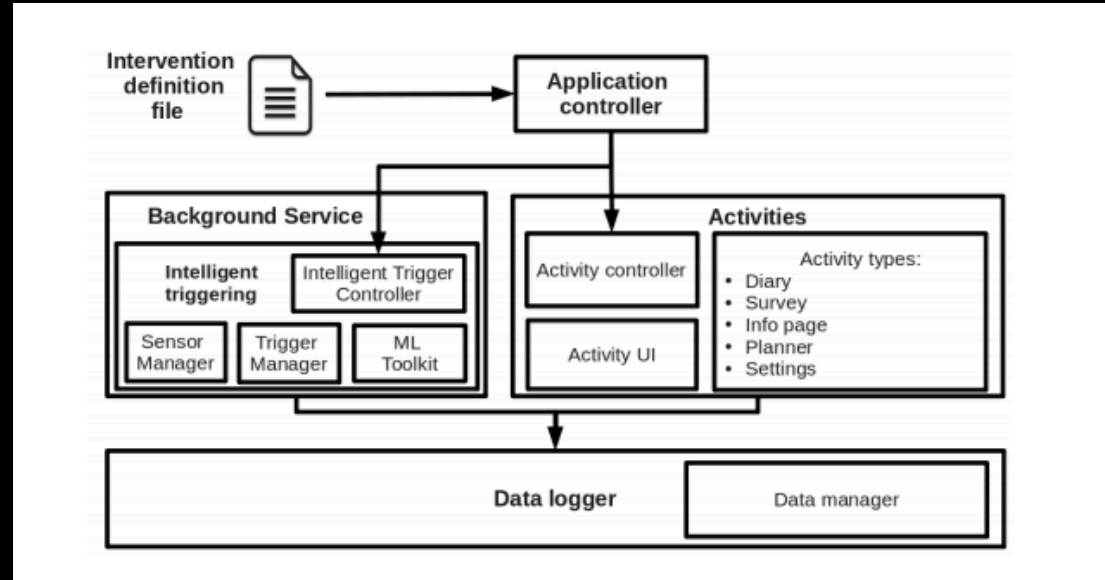 Intervention
definition
file
Application
controller
Background Service
Intelligent
triggering
Intelligent Trigger
Controller
Sensor
Manager
Trigger
Manager
ML
Toolkit
Activities
Activity controller
Activity UI
Activity types:
• Diary
• Survey
• Info page
• Planner
• Settings
Data logger
Data manager